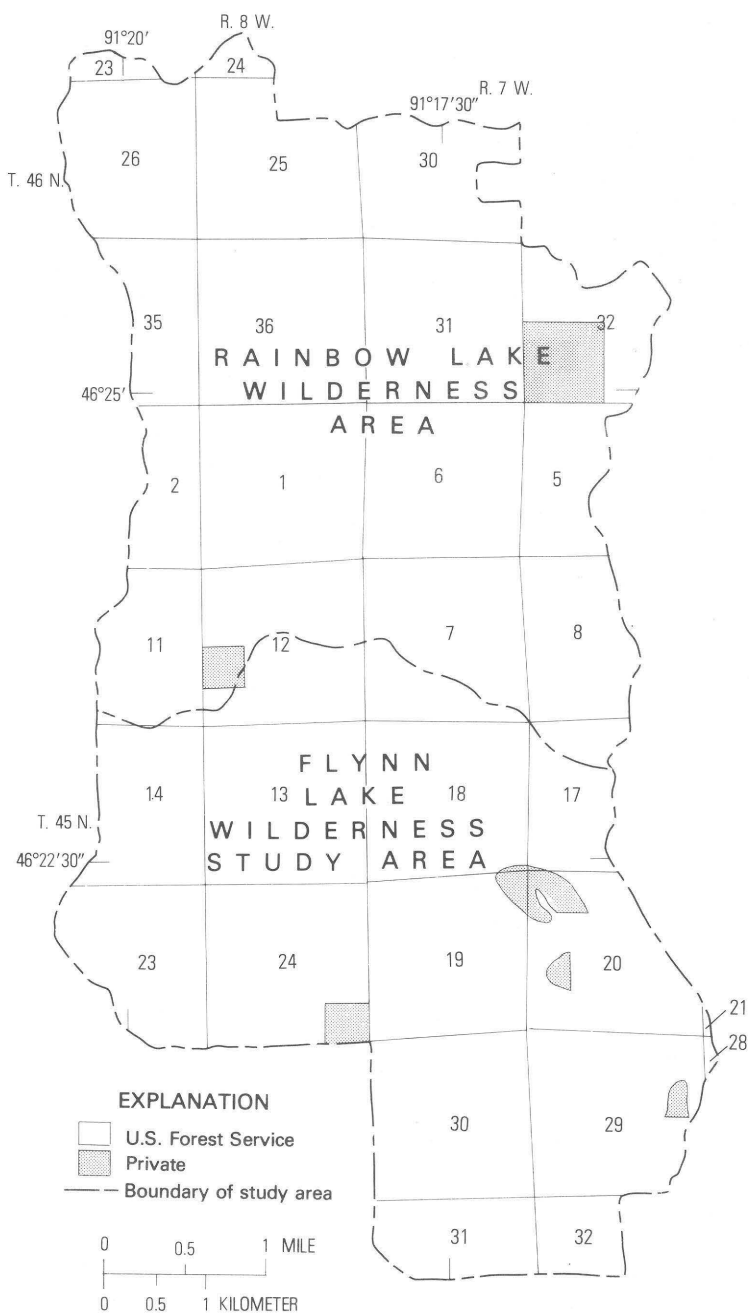 R. 8 W.
91°20'
23
24
R. 7 W.
91°17'30"
26
25
30
T. 46 N.
35
36
31
32
RAINBOW LAKE
WILDERNESS
AREA
46°25'
2
1
6
5
11
12
7
8
FLYNN
LAKE
WILDERNESS
STUDY AREA
14
13
18
17
T. 45 N.
46°22'30"
23
24
19
20
21
28
30
29
31
32
EXPLANATION
U.S. Forest Service
Private
Boundary of study area
0 0.5 1 MILE
0 0.5 1 KILOMETER